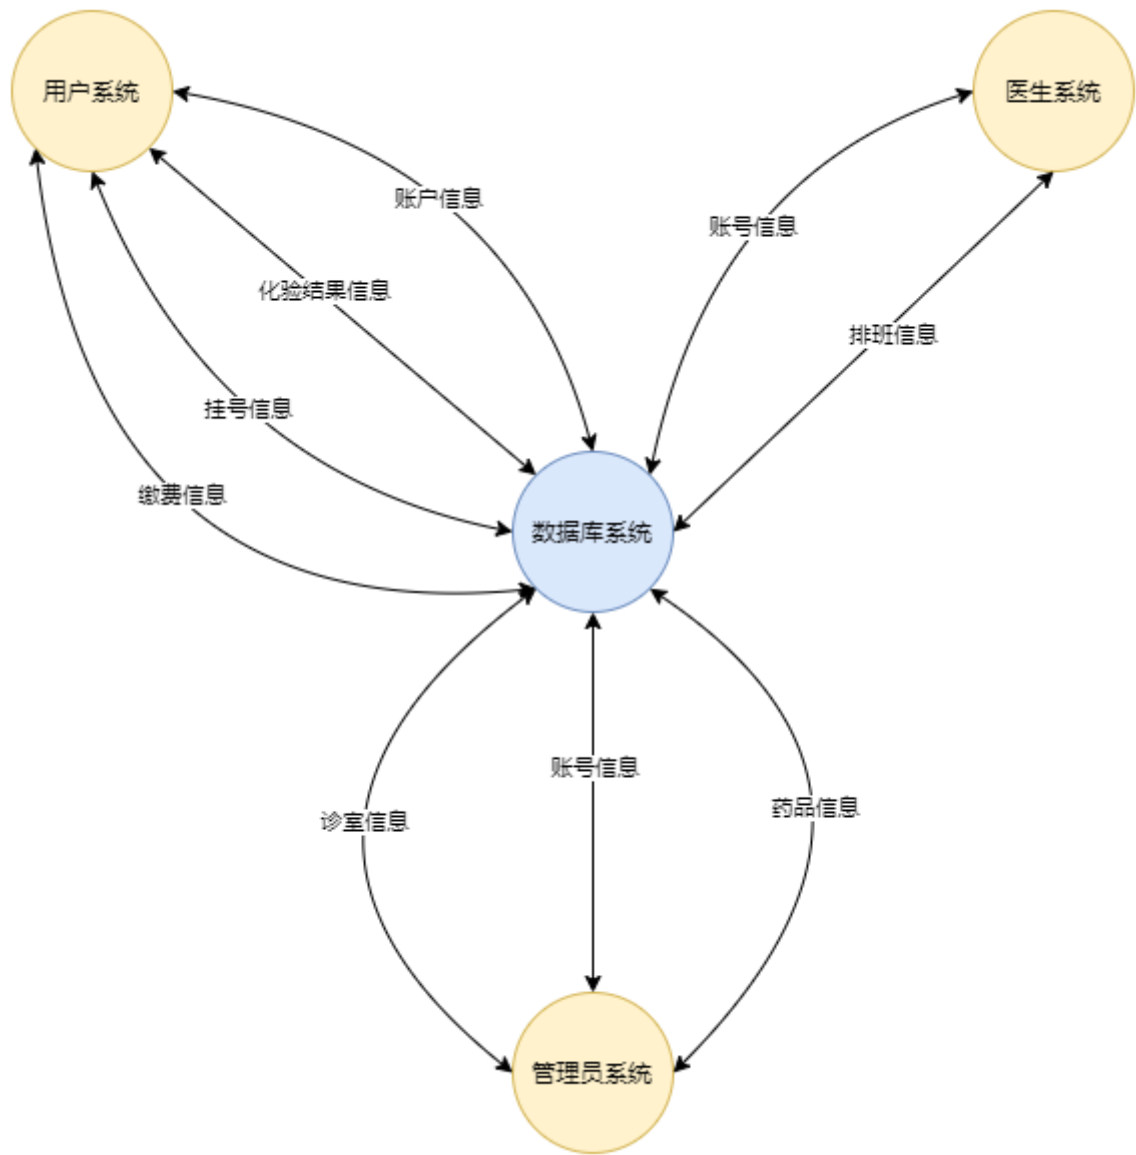 用户系统
医生系统
账户信息
账号信息
化验结果信息
排班信息
挂号信息
缴费信息
数据库系统
账号信息
药品信息
诊室信息
管理员系统